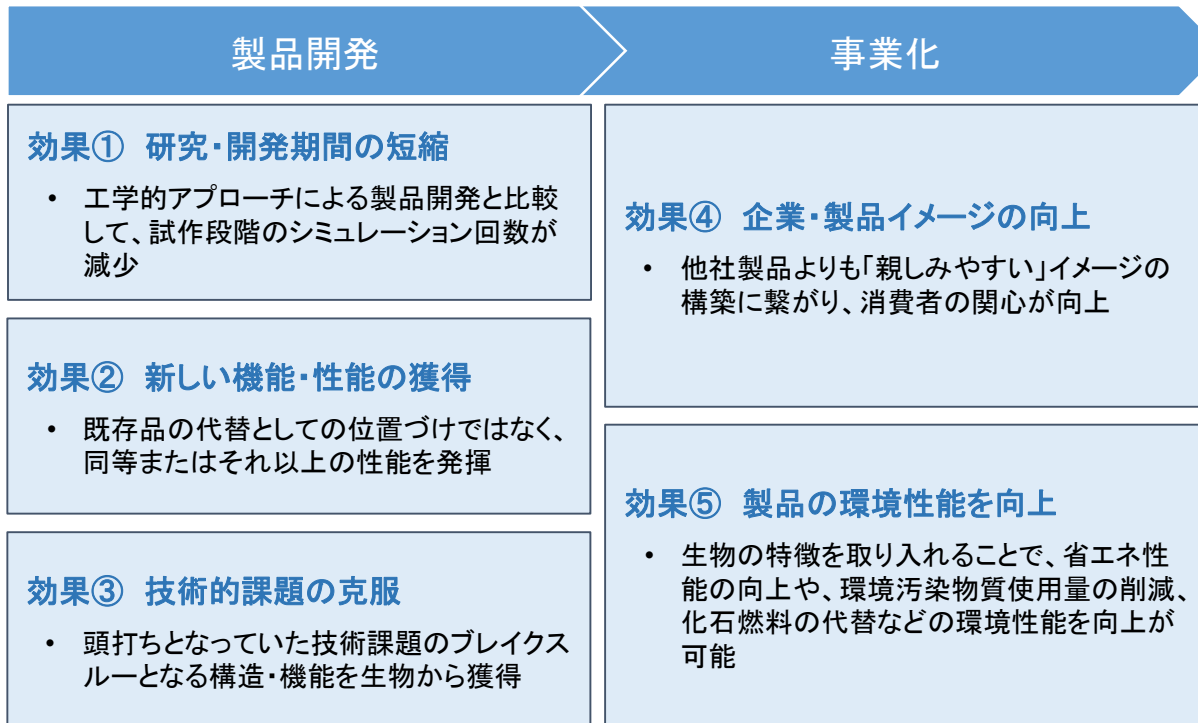 製品開発
事業化
効果① 研究・開発期間の短縮
• 工学的アプローチによる製品開発と比較
して、試作段階のシミュレーション回数が
減少
効果② 新しい機能・性能の獲得
• 既存品の代替としての位置づけではなく、
同等またはそれ以上の性能を発揮
効果③ 技術的課題の克服
• 頭打ちとなっていた技術課題のブレイクス
ルーとなる構造・機能を生物から獲得
効果④ 企業・製品イメージの向上
• 他社製品よりも「親しみやすい」イメージの
構築に繋がり、消費者の関心が向上
効果⑤ 製品の環境性能を向上
• 生物の特徴を取り入れることで、省エネ性
能の向上や、環境汚染物質使用量の削減、
化石燃料の代替などの環境性能を向上が
可能